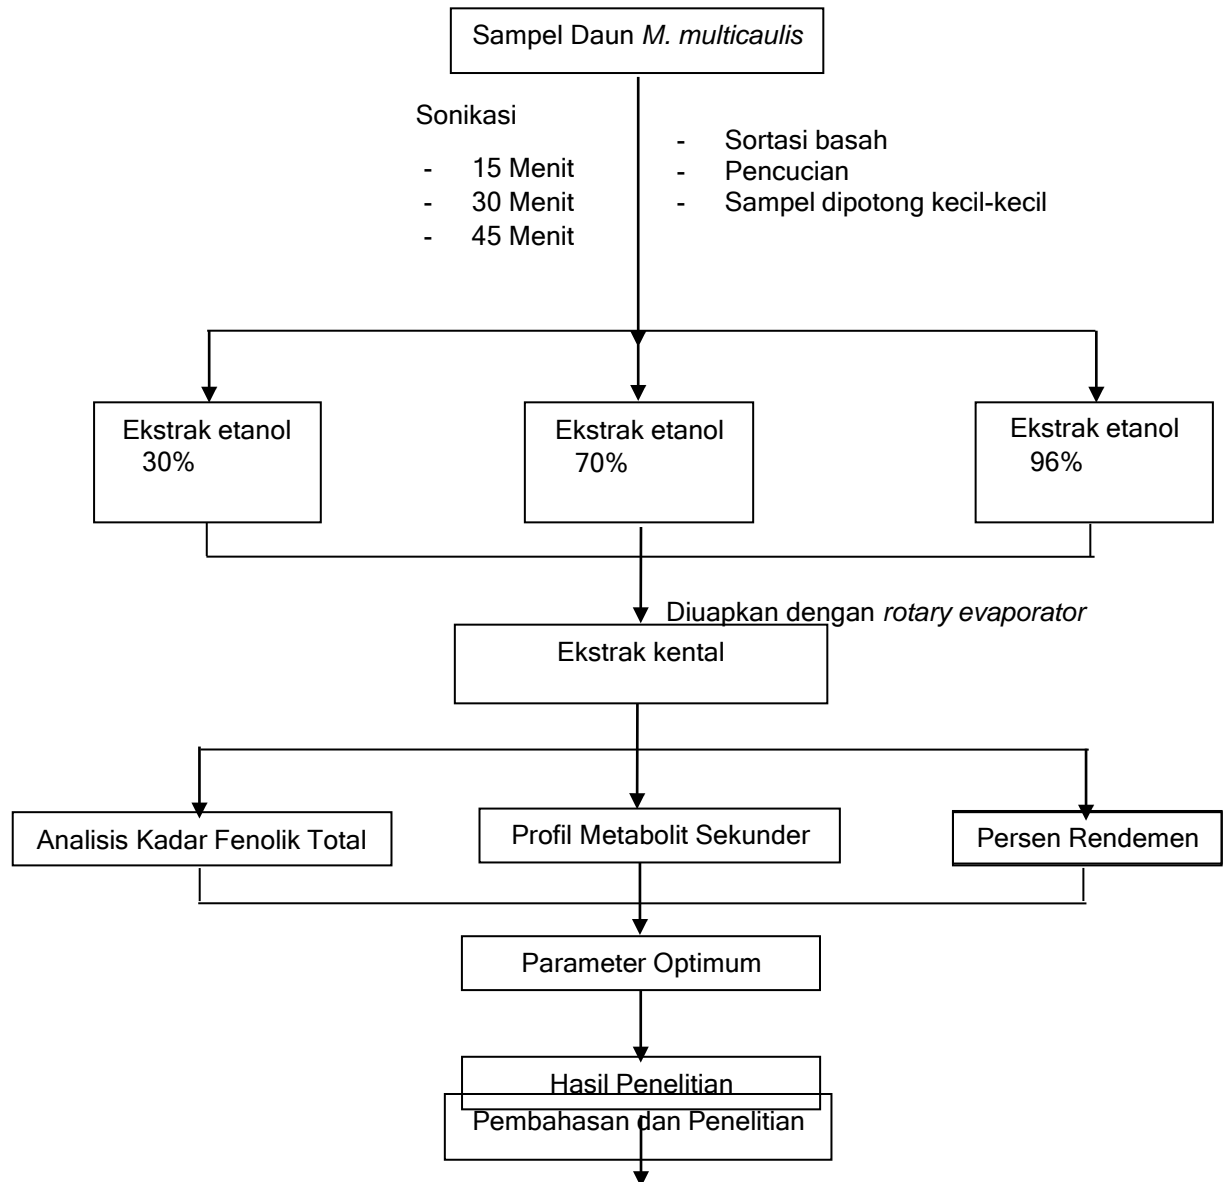 Sampel Daun M. multicaulis
Sonikasi
- 15 Menit
- 30 Menit
- 45 Menit
- Sortasi basah
- Pencucian
- Sampel dipotong kecil-kecil
Ekstrak etanol
30%
Ekstrak etanol
70%
Ekstrak etanol
96%
Diuapkan dengan rotary evaporator
Ekstrak kental
Analisis Kadar Fenolik Total
Profil Metabolit Sekunder
Persen Rendemen
Parameter Optimum
Hasil Penelitian
Pembahasan dan Penelitian